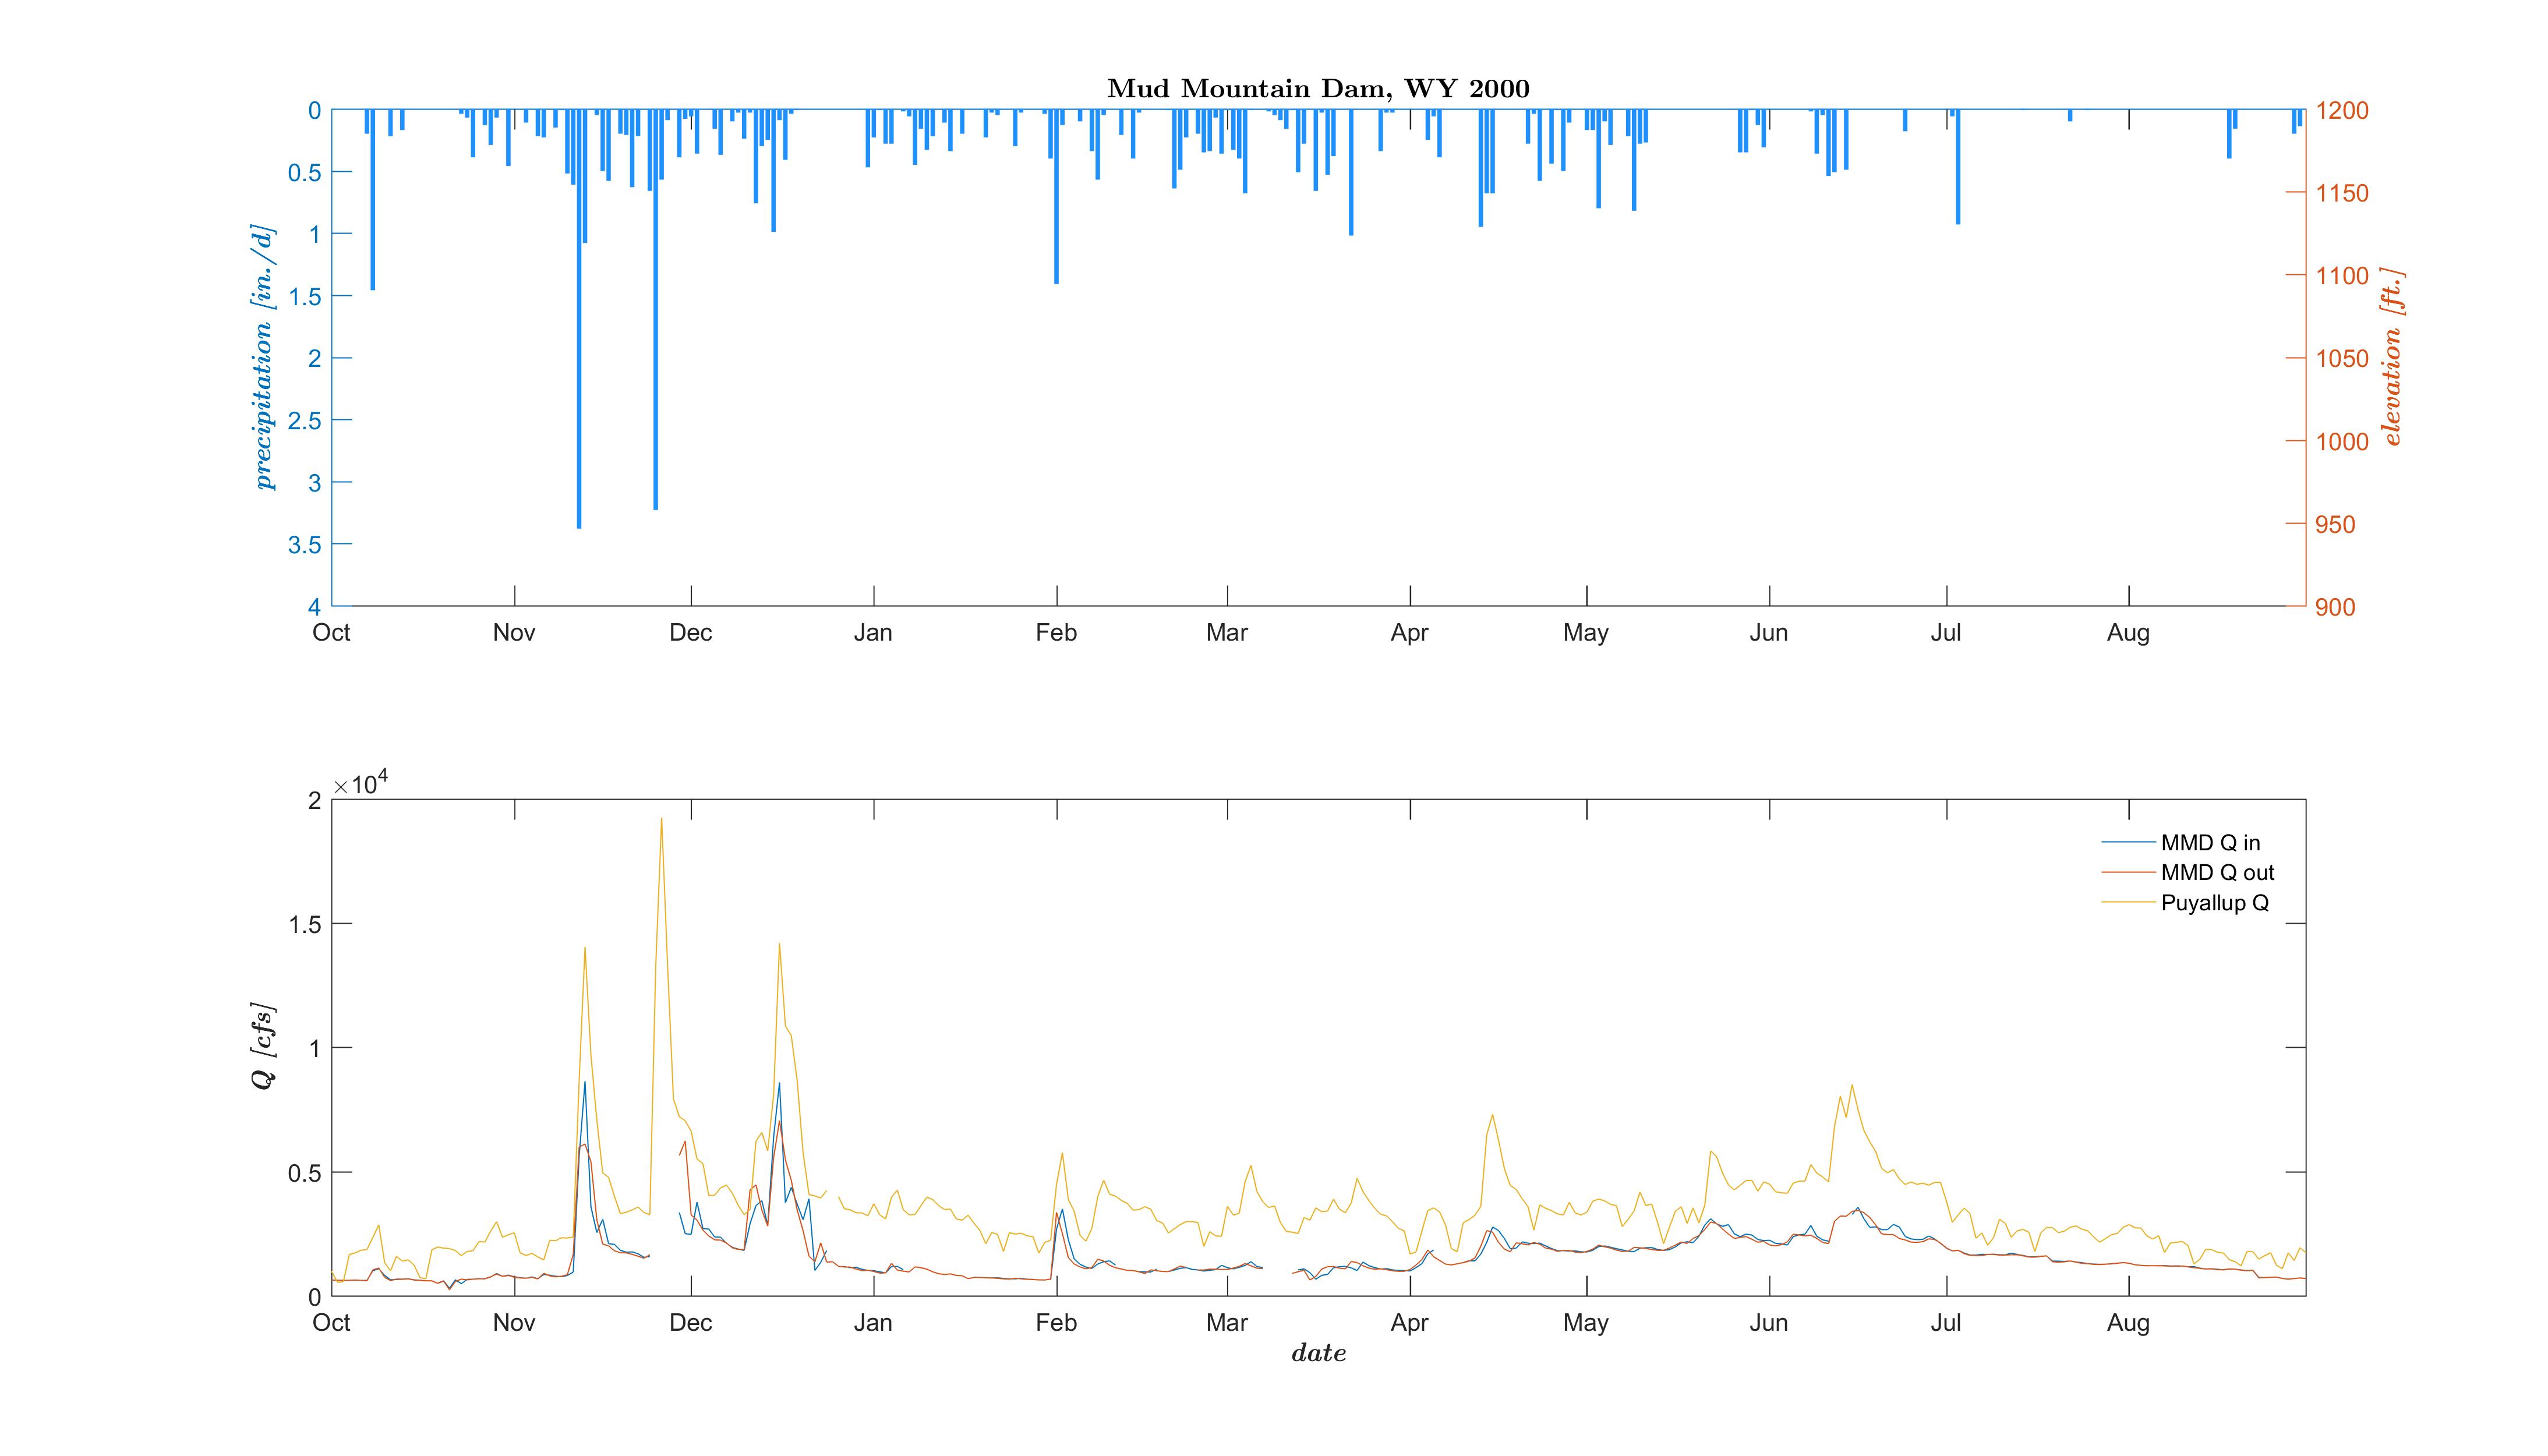 Mud Mountain Dam, WY 2000
0
0.5
1
1.5
2
2.5
3
3.5
4
precipitation [in./d]
1200
1150
1100
1050
1000
950
900
elevation [ft.]
Oct Nov Dec Jan Feb Mar Apr May Jun Jul Aug
×10⁴
2
1.5
1
0.5
0
Q [cfs]
MMD Q in
MMD Q out
Puyallup Q
Oct Nov Dec Jan Feb Mar Apr May Jun Jul Aug
date